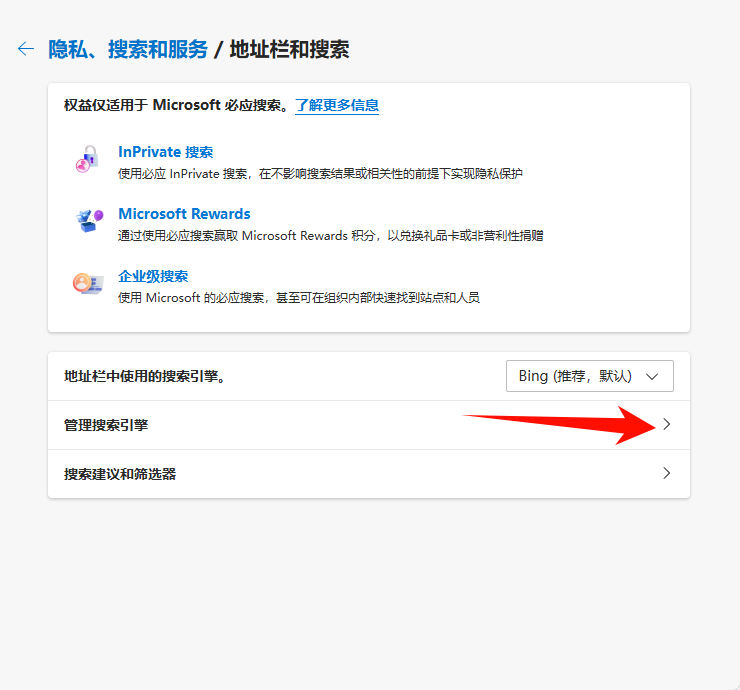 隐私、搜索和服务 / 地址栏和搜索
权益仅适用于 Microsoft 必应搜索。了解更多信息
InPrivate 搜索
使用必应 InPrivate 搜索，在不影响搜索结果或相关性的前提下实现隐私保护
Microsoft Rewards
通过使用必应搜索赢取 Microsoft Rewards 积分，以兑换礼品卡或非营利性捐赠
企业级搜索
使用 Microsoft 的必应搜索，甚至可在组织内部快速找到站点和人员
地址栏中使用的搜索引擎。 Bing (推荐，默认)
管理搜索引擎
搜索建议和筛选器